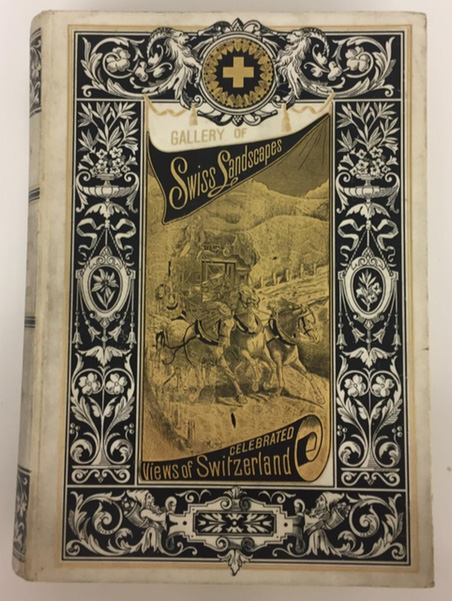 GALLERY OF
Swiss Landscapes
CELEBRATED
Views of Switzerland